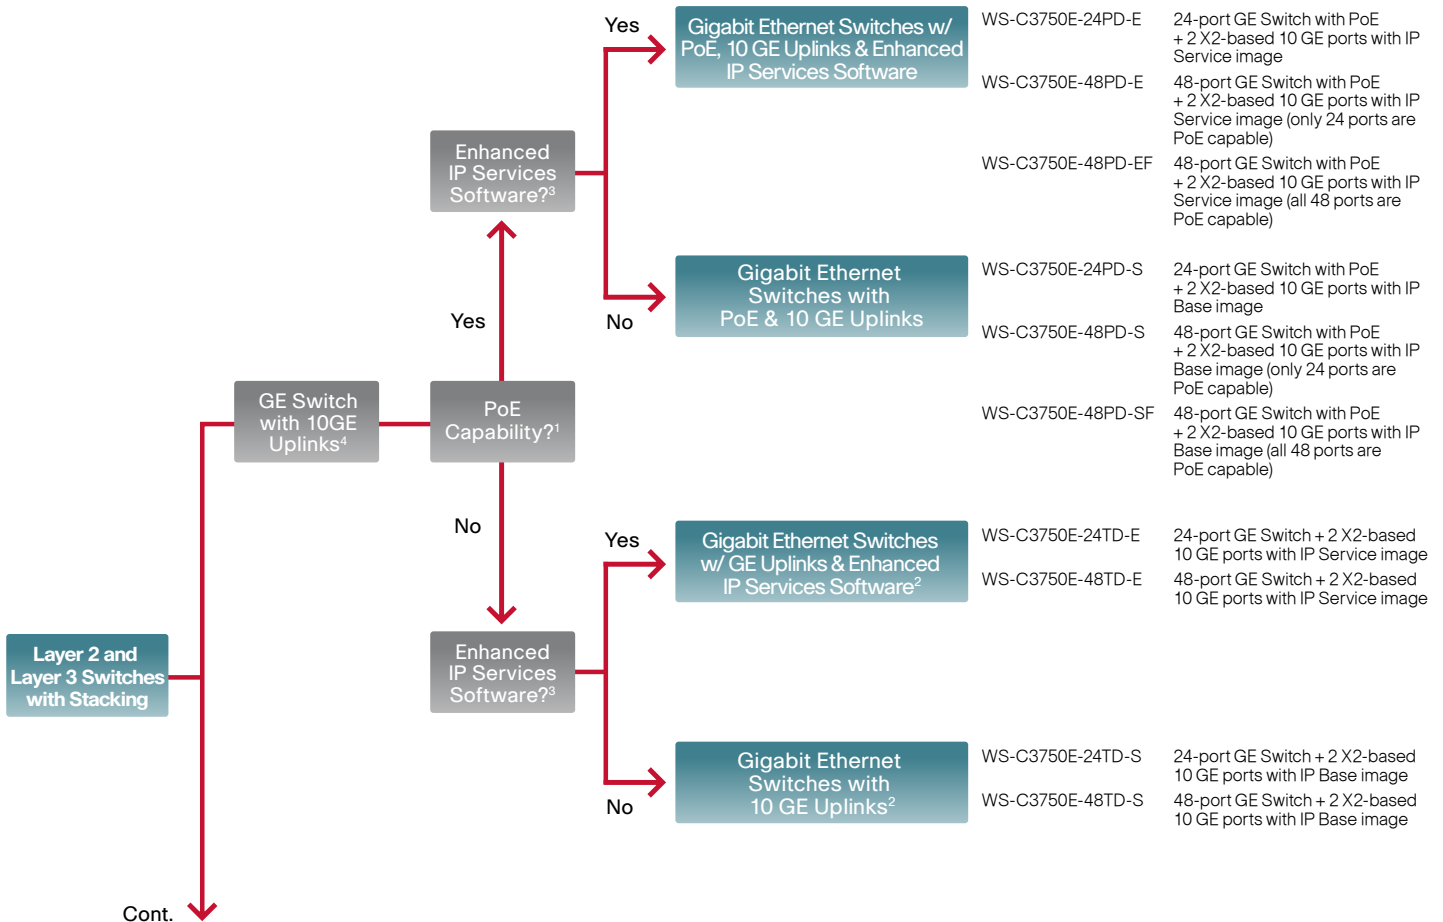 Yes
Gigabit Ethernet Switches w/
PoE, 10 GE Uplinks & Enhanced
IP Services Software
WS-C3750E-24PD-E
24-port GE Switch with PoE
+ 2 X2-based 10 GE ports with IP
Service image
WS-C3750E-48PD-E
48-port GE Switch with PoE
+ 2 X2-based 10 GE ports with IP
Service image (only 24 ports are
PoE capable)
WS-C3750E-48PD-EF
48-port GE Switch with PoE
+ 2 X2-based 10 GE ports with IP
Service image (all 48 ports are
PoE capable)
Enhanced
IP Services
Software?³
No
Gigabit Ethernet
Switches with
PoE & 10 GE Uplinks
WS-C3750E-24PD-S
24-port GE Switch with PoE
+ 2 X2-based 10 GE ports with IP
Base image
WS-C3750E-48PD-S
48-port GE Switch with PoE
+ 2 X2-based 10 GE ports with IP
Base image (only 24 ports are
PoE capable)
WS-C3750E-48PD-SF
48-port GE Switch with PoE
+ 2 X2-based 10 GE ports with IP
Base image (all 48 ports are
PoE capable)
Yes
GE Switch
with 10GE
Uplinks⁴
PoE
Capability?¹
No
Yes
Gigabit Ethernet Switches
w/ GE Uplinks & Enhanced
IP Services Software²
WS-C3750E-24TD-E
24-port GE Switch + 2 X2-based
10 GE ports with IP Service image
WS-C3750E-48TD-E
48-port GE Switch + 2 X2-based
10 GE ports with IP Service image
Layer 2 and
Layer 3 Switches
with Stacking
Enhanced
IP Services
Software?³
No
Gigabit Ethernet
Switches with
10 GE Uplinks²
WS-C3750E-24TD-S
24-port GE Switch + 2 X2-based
10 GE ports with IP Base image
WS-C3750E-48TD-S
48-port GE Switch + 2 X2-based
10 GE ports with IP Base image
Cont.